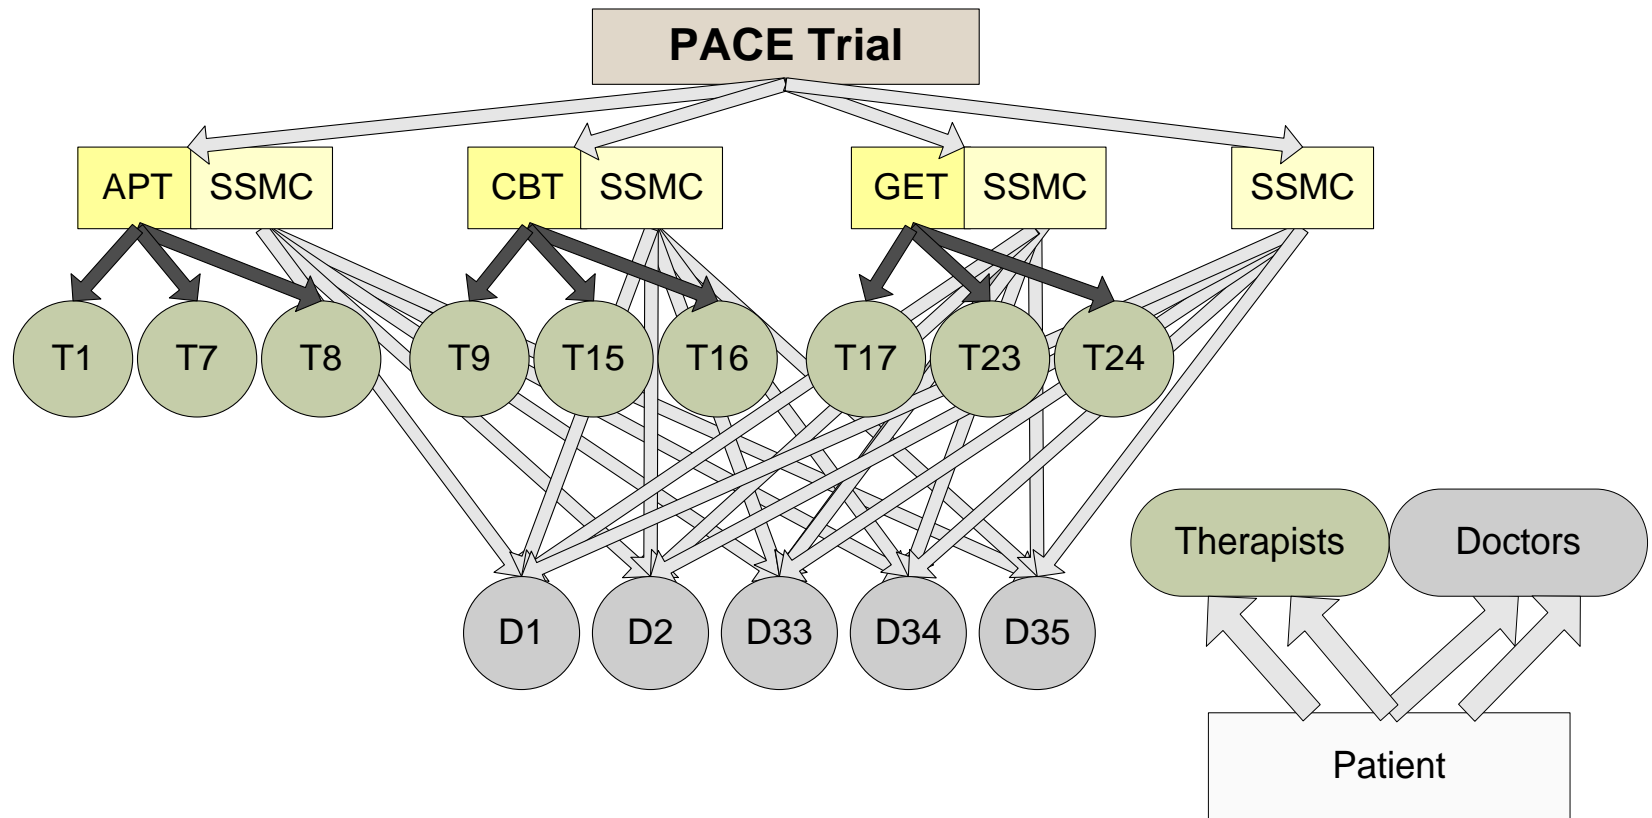 PACE Trial
APT SSMC CBT SSMC GET SSMC SSMC
T1 T7 T8 T9 T15 T16 T17 T23 T24
Therapists Doctors
D1 D2 D33 D34 D35
Patient